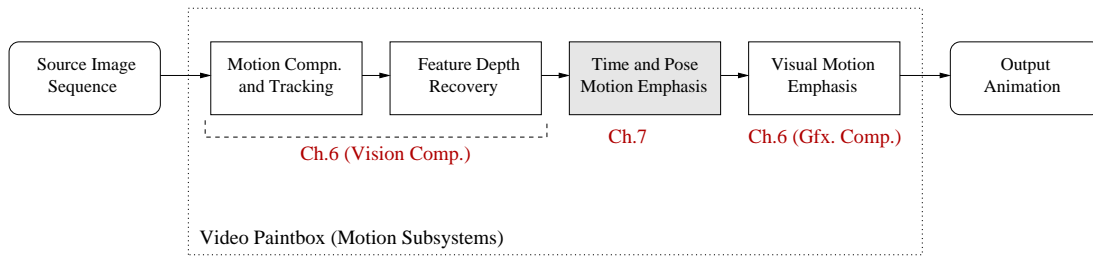 Source Image
Sequence
Motion Compn.
and Tracking
Feature Depth
Recovery
Time and Pose
Motion Emphasis
Visual Motion
Emphasis
Output
Animation
Ch.6 (Vision Comp.)
Ch.7
Ch.6 (Gfx. Comp.)
Video Paintbox (Motion Subsystems)